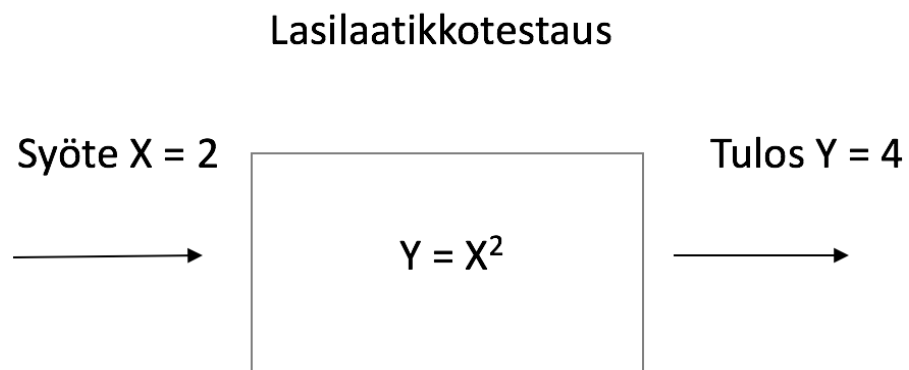 Lasilaatikkotestaus
Syöte X = 2
Tulos Y = 4
Y = X²